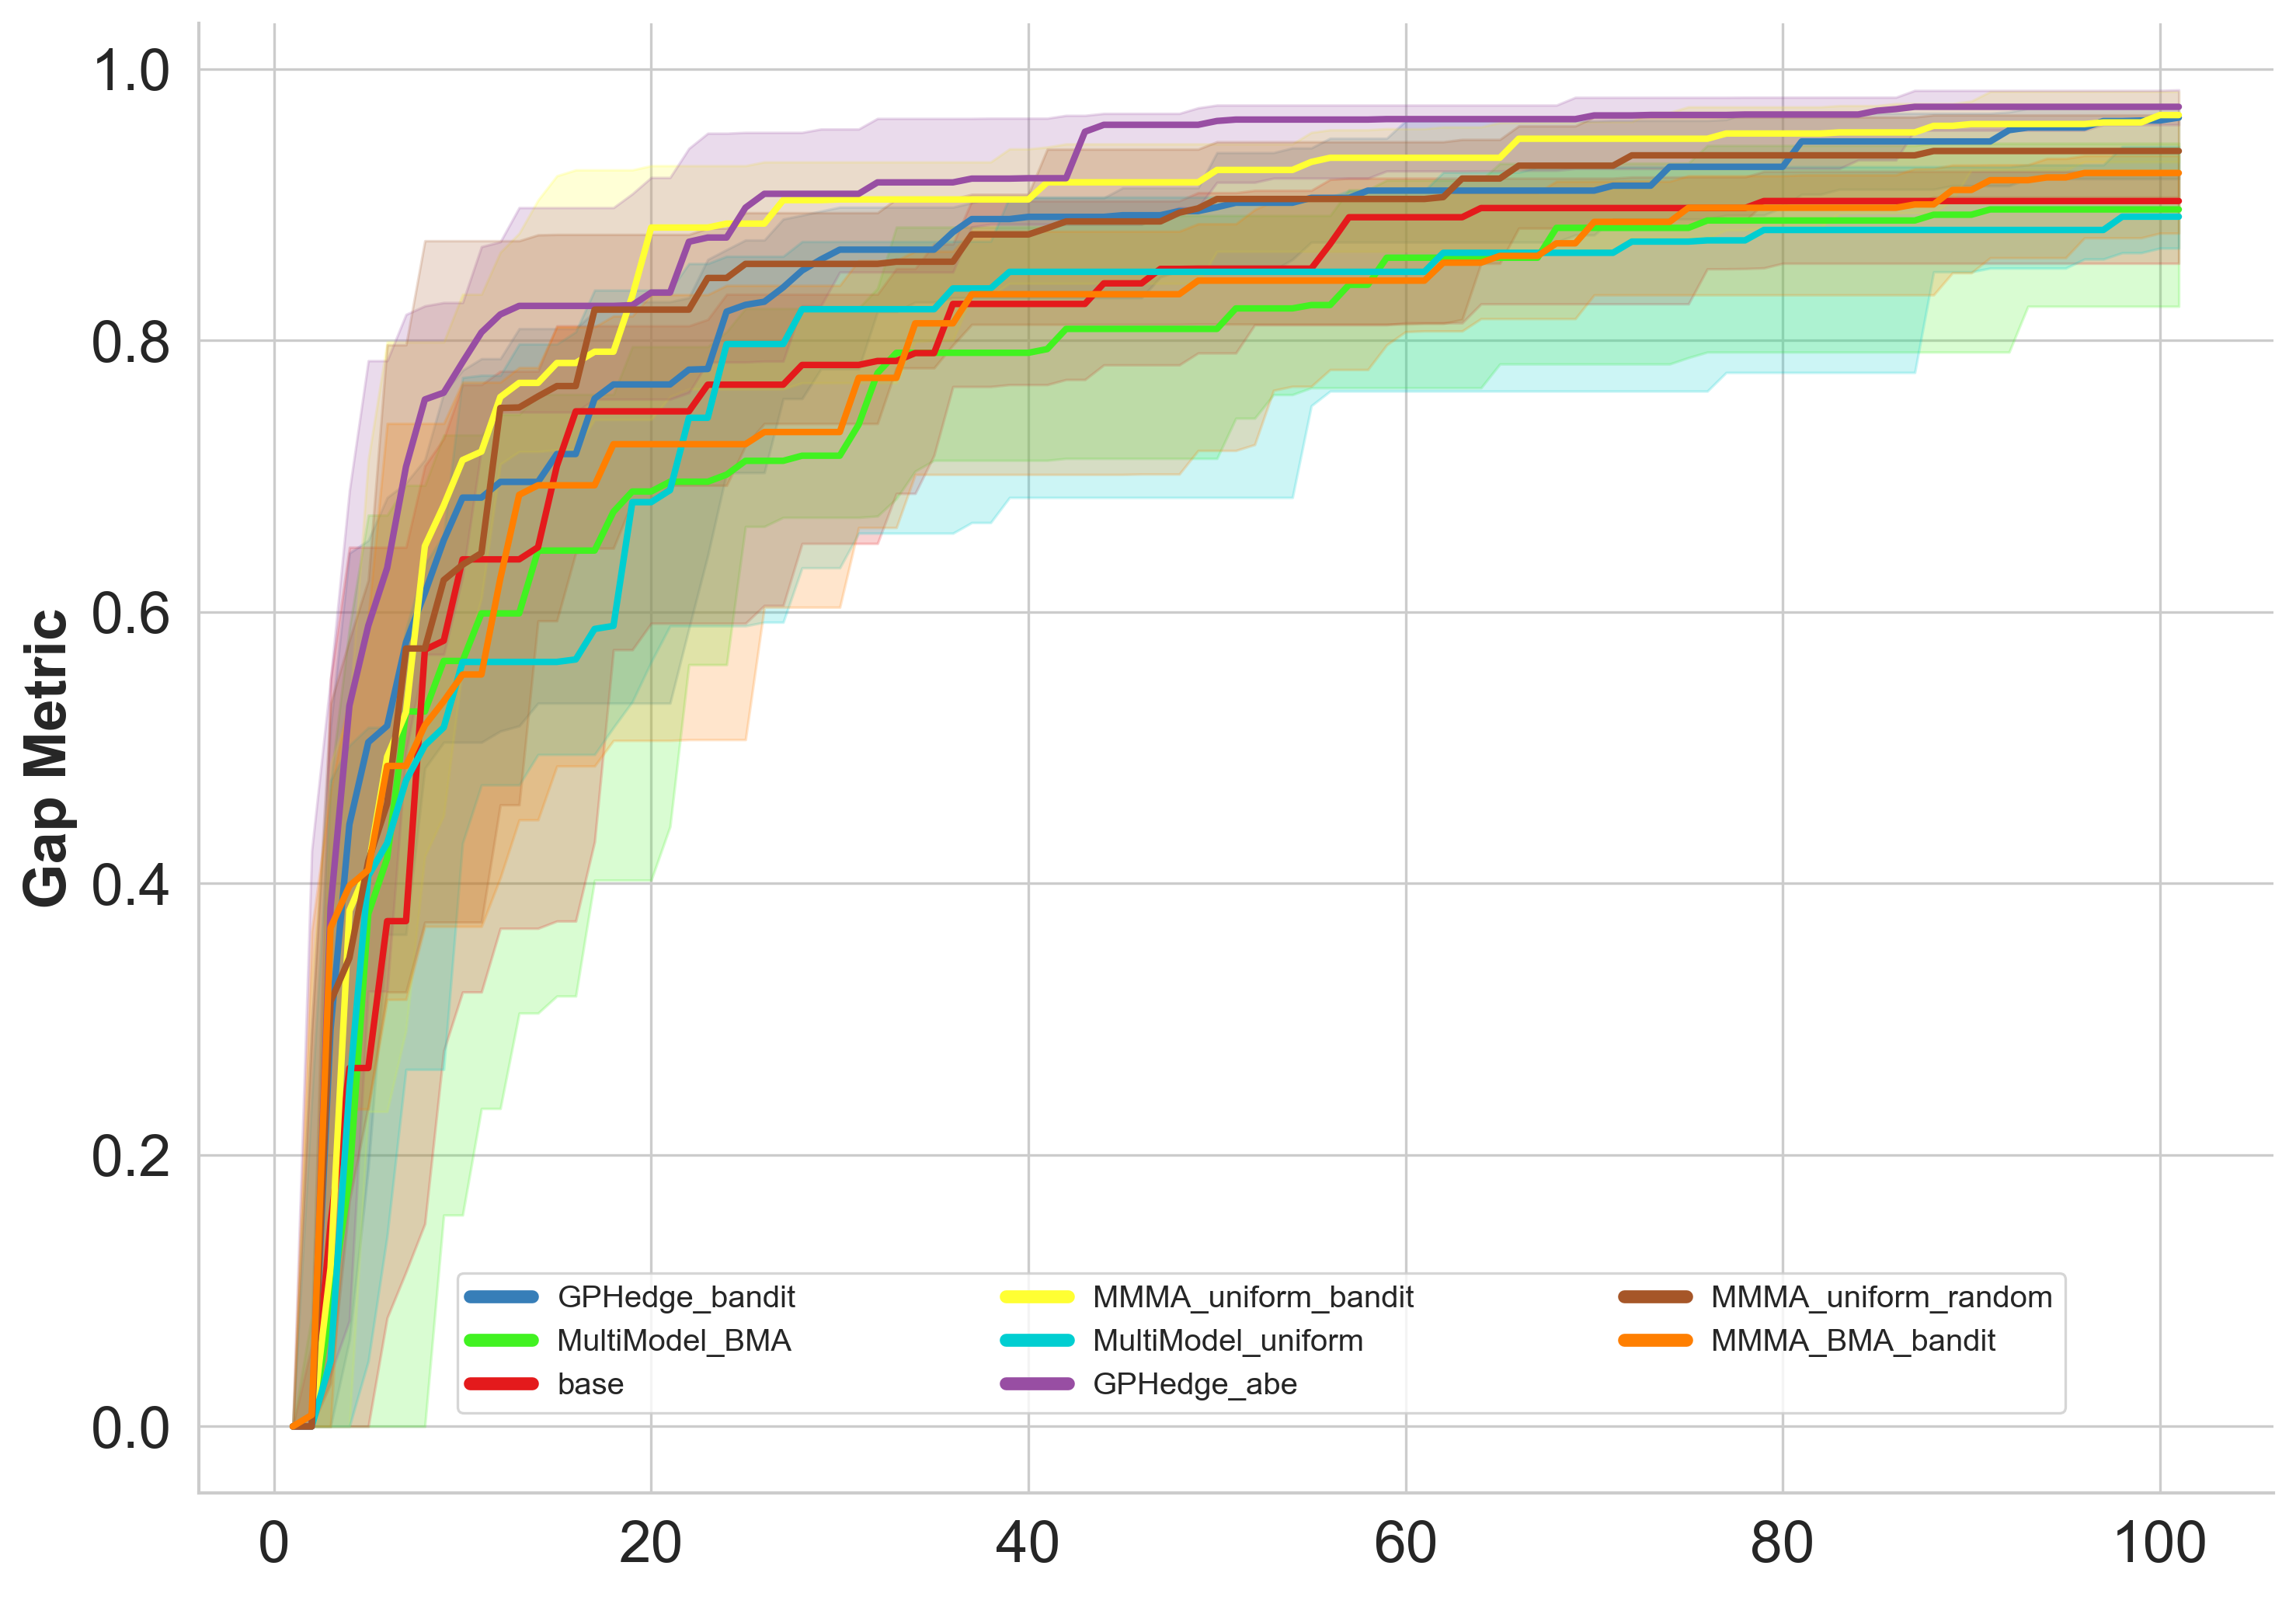 1.0
0.8
0.6
0.4
0.2
0.0
Gap Metric
GPHedge_bandit
MultiModel_BMA
base
MMMA_uniform_bandit
MultiModel_uniform
GPHedge_abe
MMMA_uniform_random
MMMA_BMA_bandit
0 20 40 60 80 100